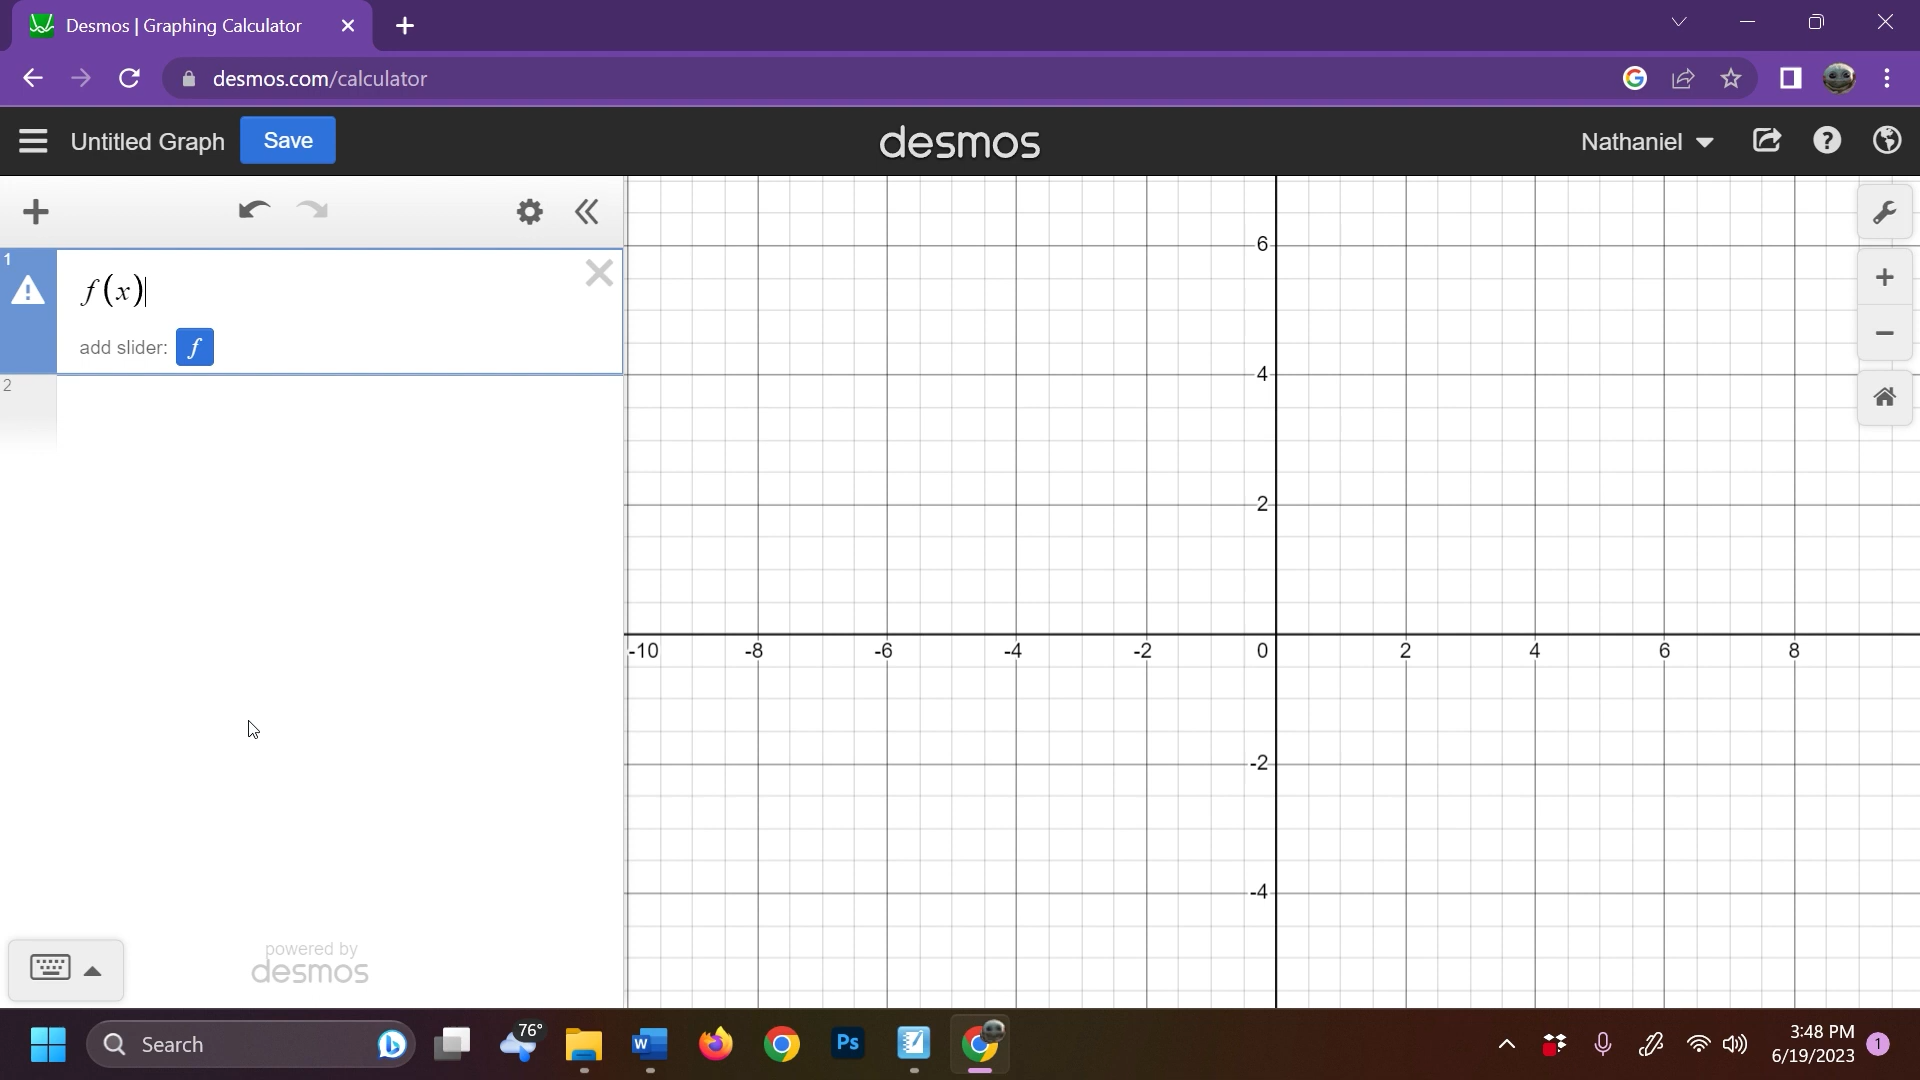 Desmos | Graphing Calculator
desmos.com/calculator
Untitled Graph
Save
desmos
Nathaniel
1
f(x)
add slider: f
2
6
4
2
-10 -8 -6 -4 -2 0 2 4 6 8
-2
-4
powered by
desmos
Search
76°
W
Ps
3:48 PM
6/19/2023
1